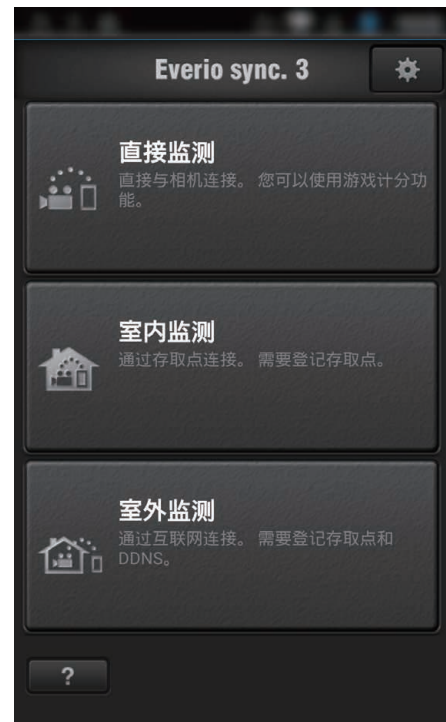 Everio sync. 3
直接监测
直接与相机连接。 您可以使用游戏计分功
能。
室内监测
通过存取点连接。 需要登记存取点。
室外监测
通过互联网连接。 需要登记存取点和
DDNS。
?